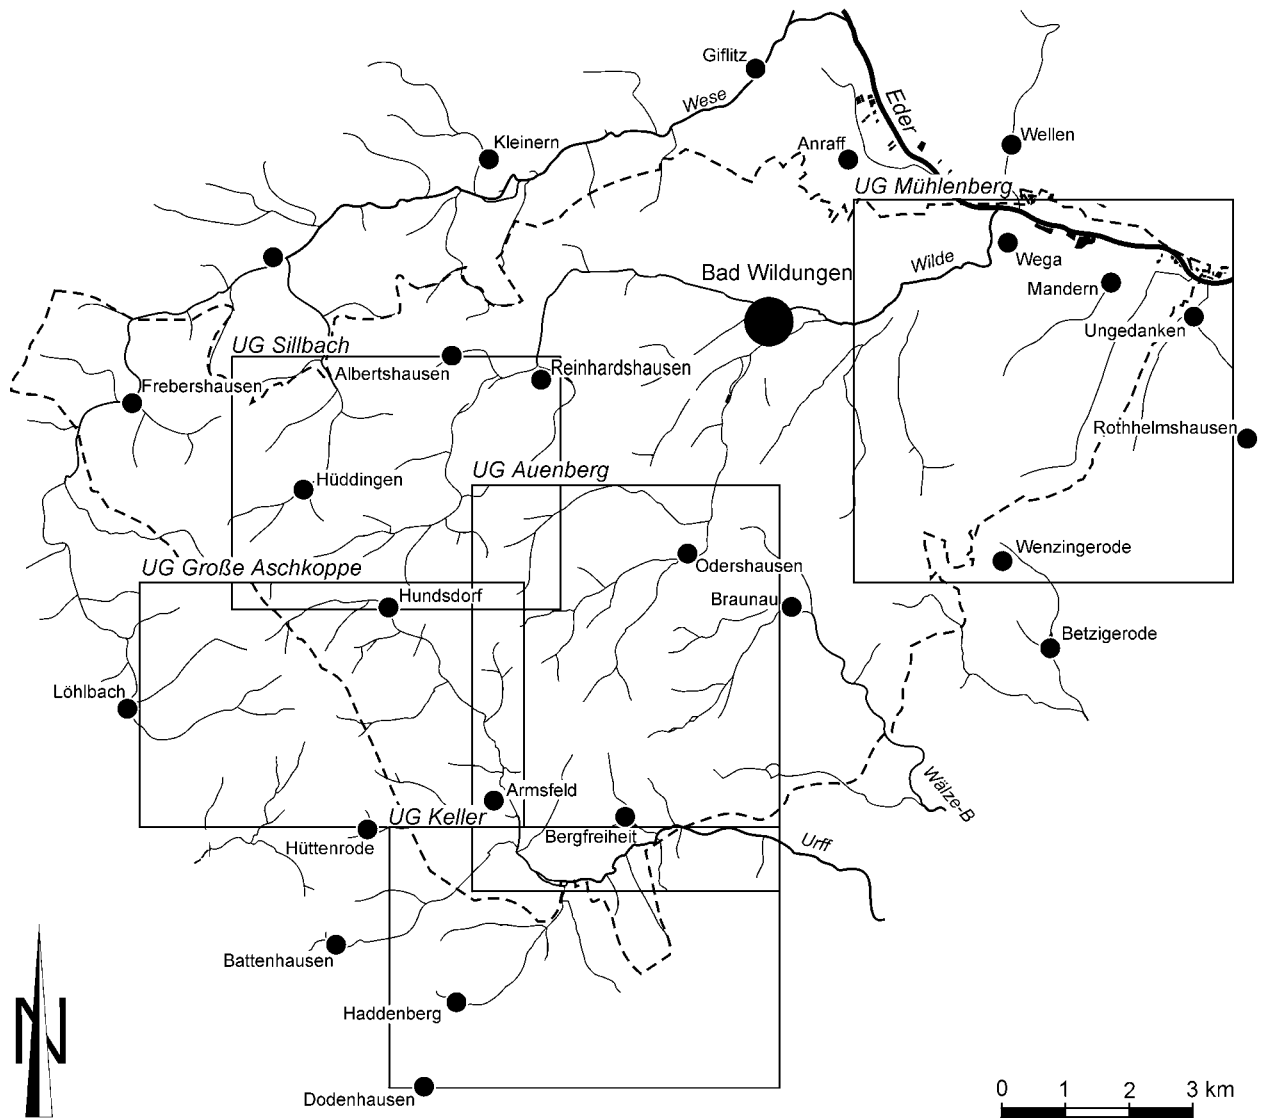 Giflitz
Wese
Eder
Kleinern
Anraff
Wellen
UG Mühlenberg
Wega
Wilde
Bad Wildungen
Mandern
Ungedanken
UG Sillbach
Albertshausen
Reinhardshausen
Frebershausen
Rothhelmshausen
UG Auenberg
Hüddingen
Wenzingerode
UG Große Aschkoppe
Odershausen
Hundsdorf
Braunau
Betzigerode
Löhlbach
Armsfeld
Wälze-B
UG Keller
Bergfreiheit
Hüttenrode
Urff
Battenhausen
Haddenberg
N
Dodenhausen
0 1 2 3 km